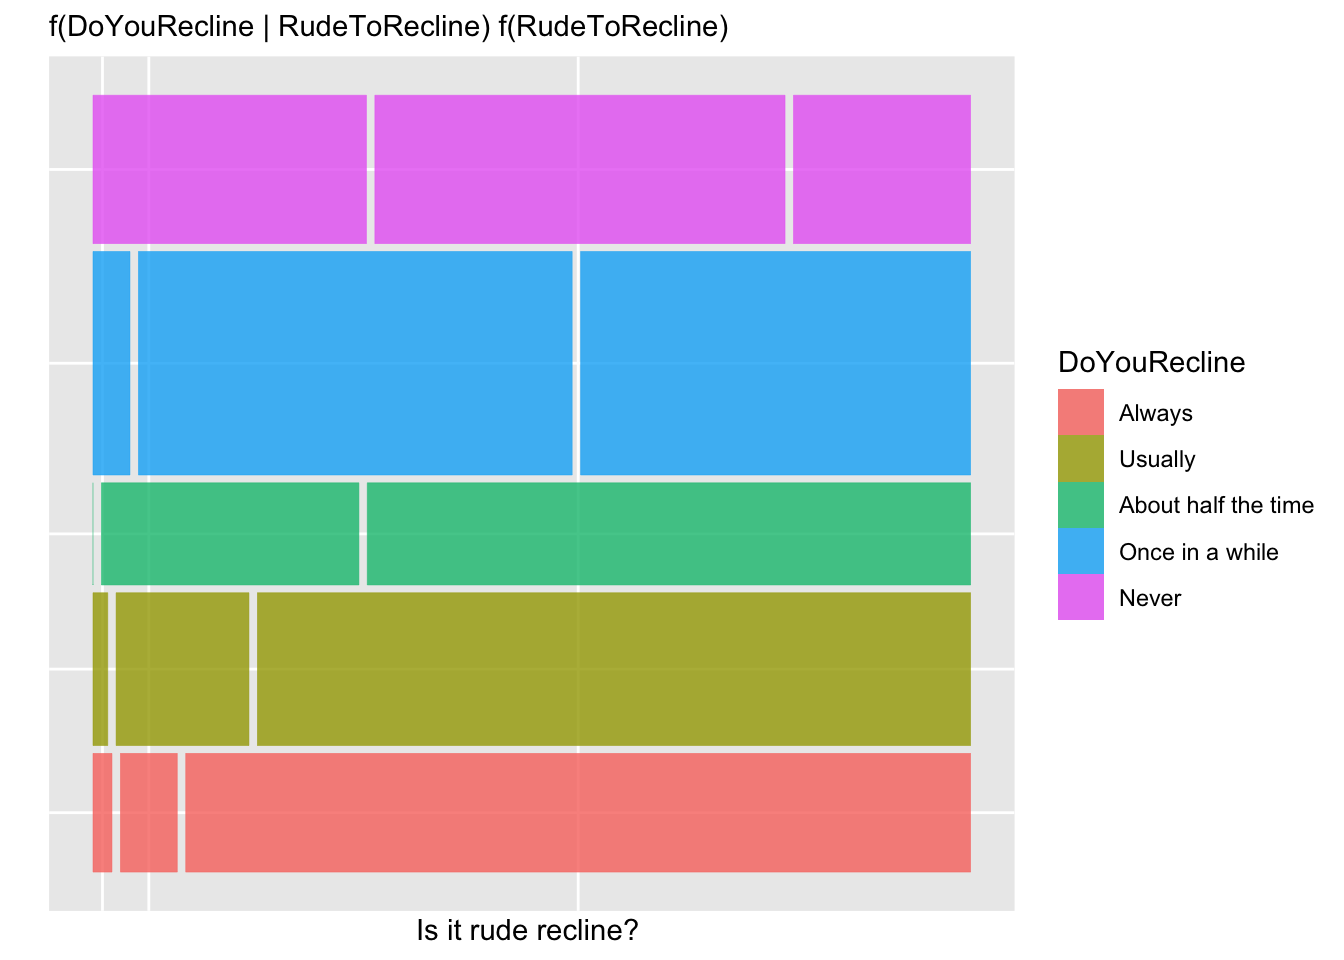 f(DoYouRecline | RudeToRecline) f(RudeToRecline)
DoYouRecline
Always
Usually
About half the time
Once in a while
Never
Is it rude recline?